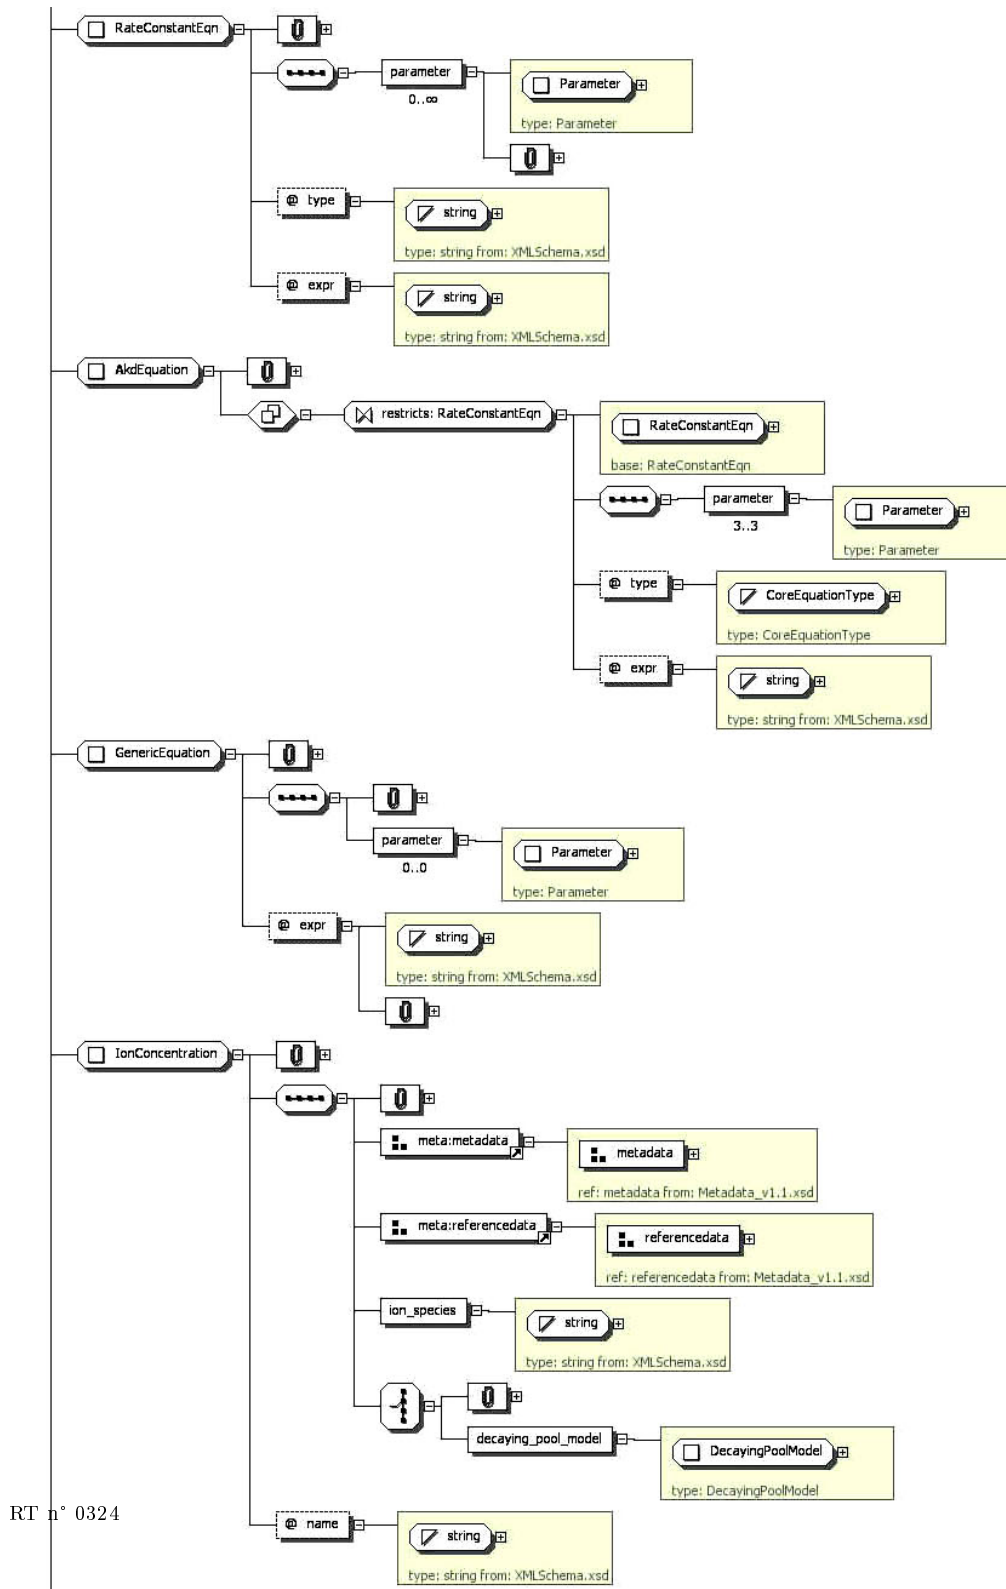 RateConstantEqn
parameter
0..∞
Parameter
type: Parameter
@ type
string
type: string from: XMLSchema.xsd
@ expr
string
type: string from: XMLSchema.xsd
AkdEquation
restricts: RateConstantEqn
RateConstantEqn
base: RateConstantEqn
parameter
3..3
Parameter
type: Parameter
@ type
CoreEquationType
type: CoreEquationType
@ expr
string
type: string from: XMLSchema.xsd
GenericEquation
parameter
0..0
Parameter
type: Parameter
@ expr
string
type: string from: XMLSchema.xsd
IonConcentration
meta:metadata
metadata
ref: metadata from: Metadata_v1.1.xsd
meta:referencedata
referencedata
ref: referencedata from: Metadata_v1.1.xsd
ion_species
string
type: string from: XMLSchema.xsd
decaying_pool_model
DecayingPoolModel
type: DecayingPoolModel
RT n° 0324
@ name
string
type: string from: XMLSchema.xsd